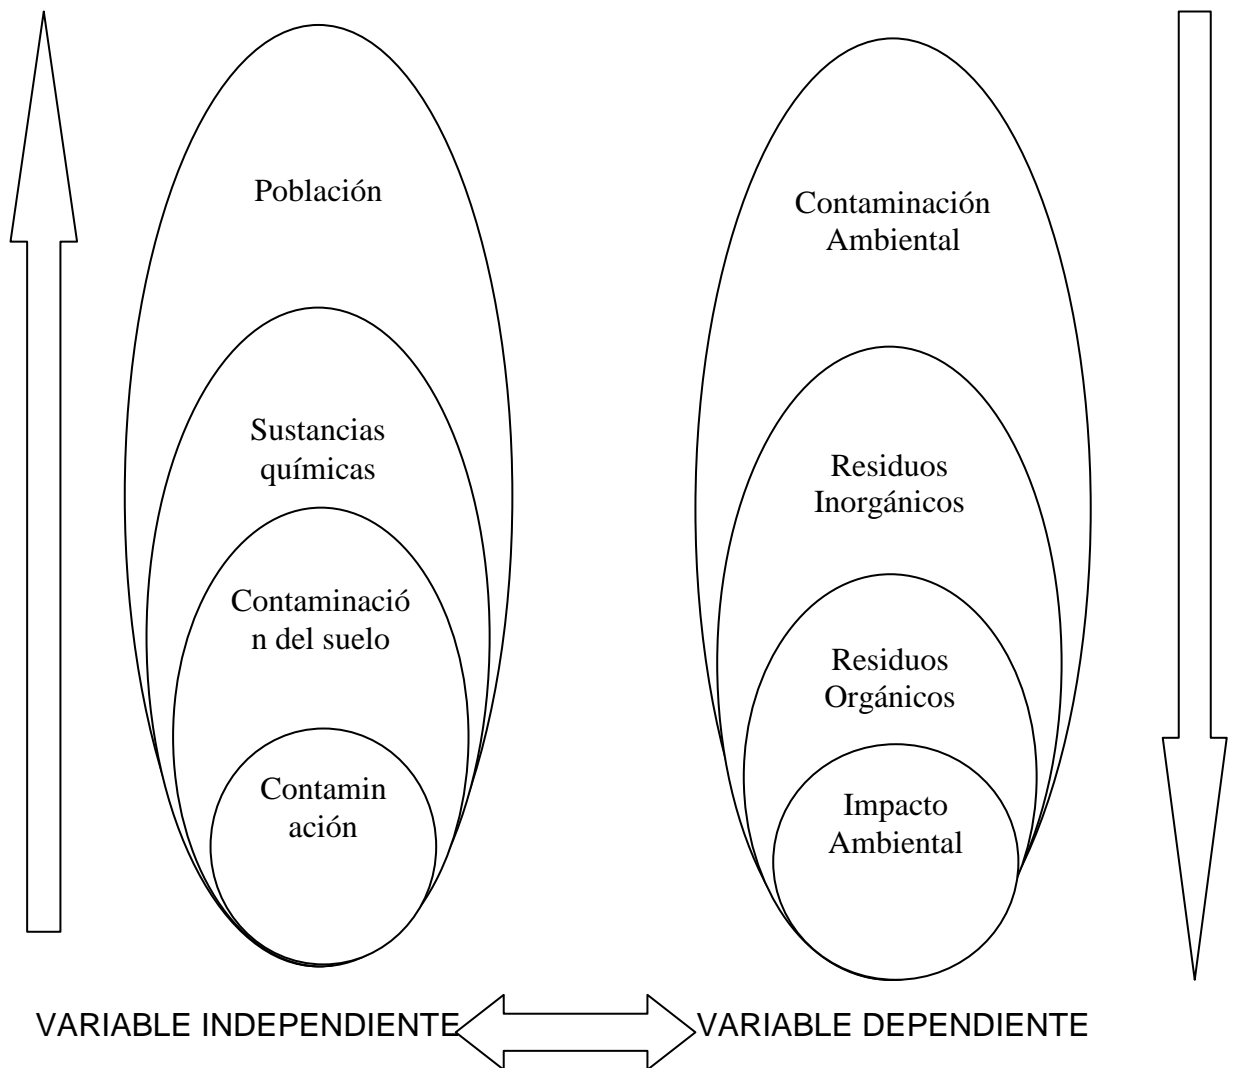 Población
Sustancias
químicas
Contaminació
n del suelo
Contamin
ación
Contaminación
Ambiental
Residuos
Inorgánicos
Residuos
Orgánicos
Impacto
Ambiental
VARIABLE INDEPENDIENTE
VARIABLE DEPENDIENTE